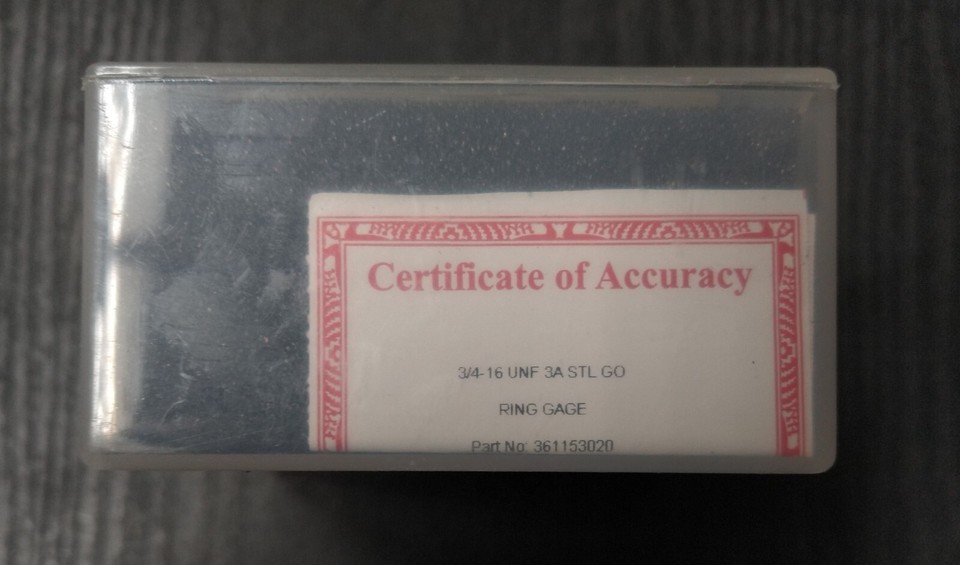 Certificate of Accuracy
3/4-16 UNF 3A STL GO
RING GAGE
Part No: 361153020